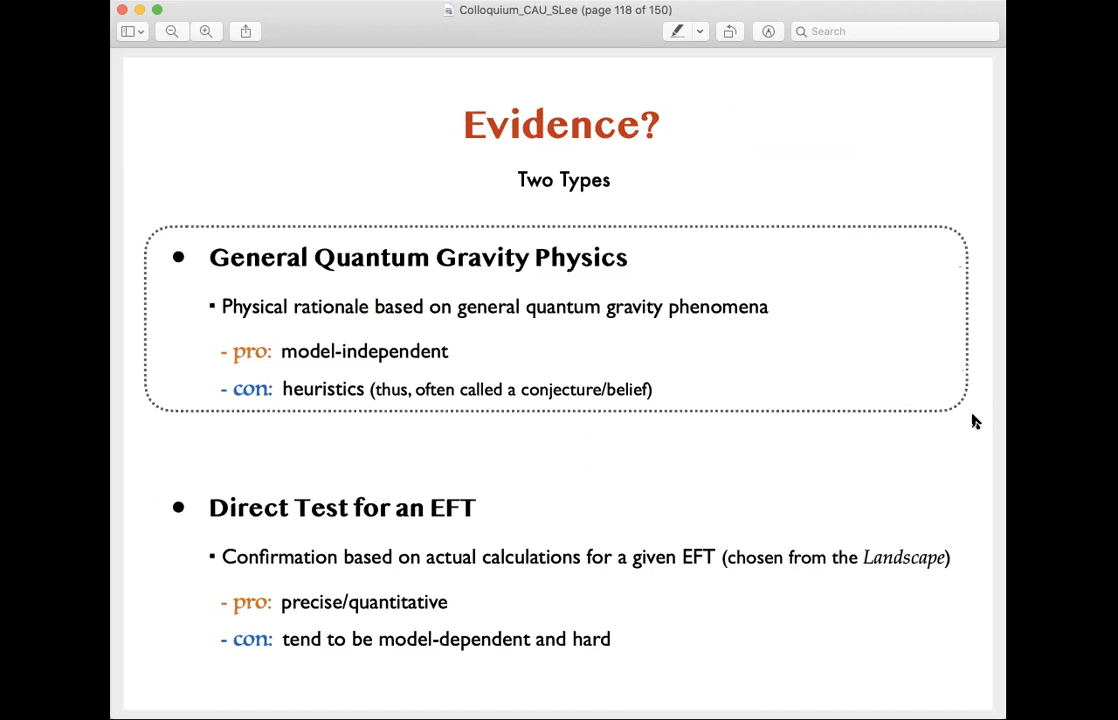 Colloquium_CAU_SLee (page 118 of 150)
Search
Evidence?
Two Types
• General Quantum Gravity Physics
▪ Physical rationale based on general quantum gravity phenomena
- pro: model-independent
- con: heuristics (thus, often called a conjecture/belief)
• Direct Test for an EFT
▪ Confirmation based on actual calculations for a given EFT (chosen from the Landscape)
- pro: precise/quantitative
- con: tend to be model-dependent and hard